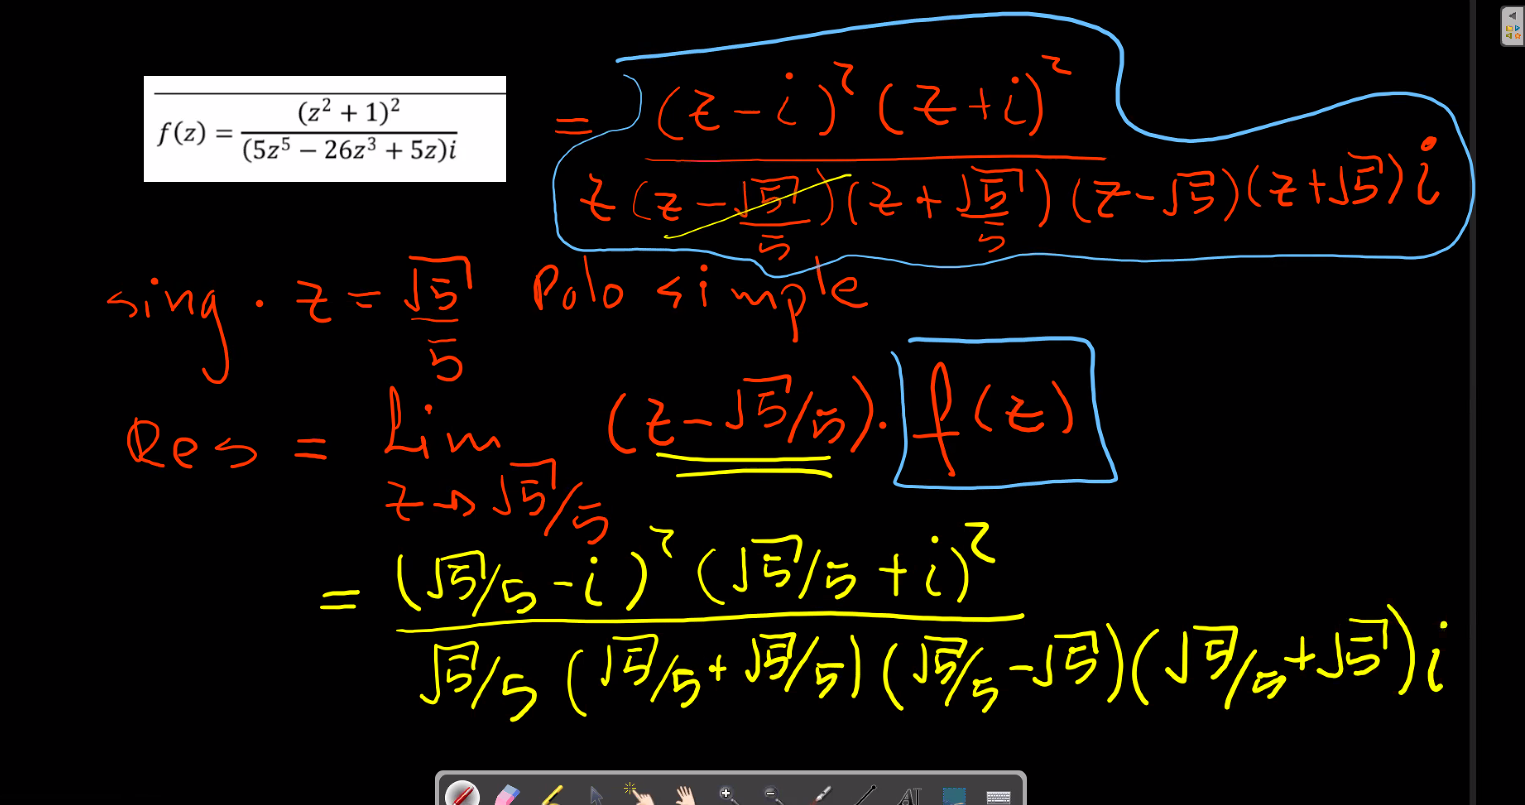 f(z) = (z² + 1)² / (5z⁵ − 26z³ + 5z)i
= (z − i)² (z + i)² / z (z − √5/5) (z + √5/5) (z − √5) (z + √5) i
sing. z = √5/5 Polo simple
Res = Lim z→√5/5 (z − √5/5) · f(z)
= (√5/5 − i)² (√5/5 + i)² / √5/5 (√5/5 + √5/5) (√5/5 − √5) (√5/5 + √5) i